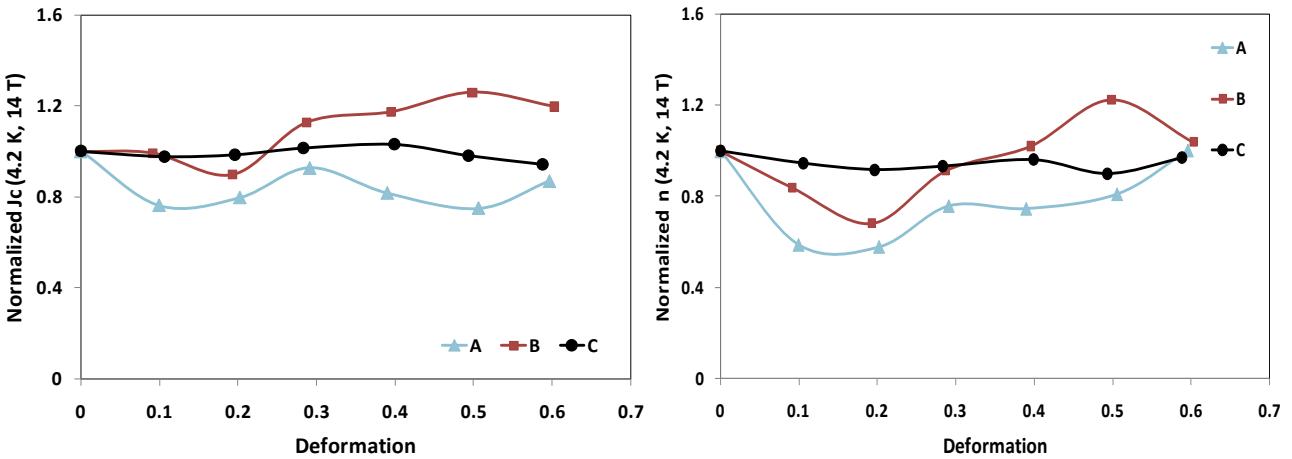 Normalized Jc (4.2 K, 14 T)
1.6
1.2
0.8
0.4
0
A B C
0 0.1 0.2 0.3 0.4 0.5 0.6 0.7
Deformation
Normalized n (4.2 K, 14 T)
1.6
1.2
0.8
0.4
0
A
B
C
0 0.1 0.2 0.3 0.4 0.5 0.6 0.7
Deformation